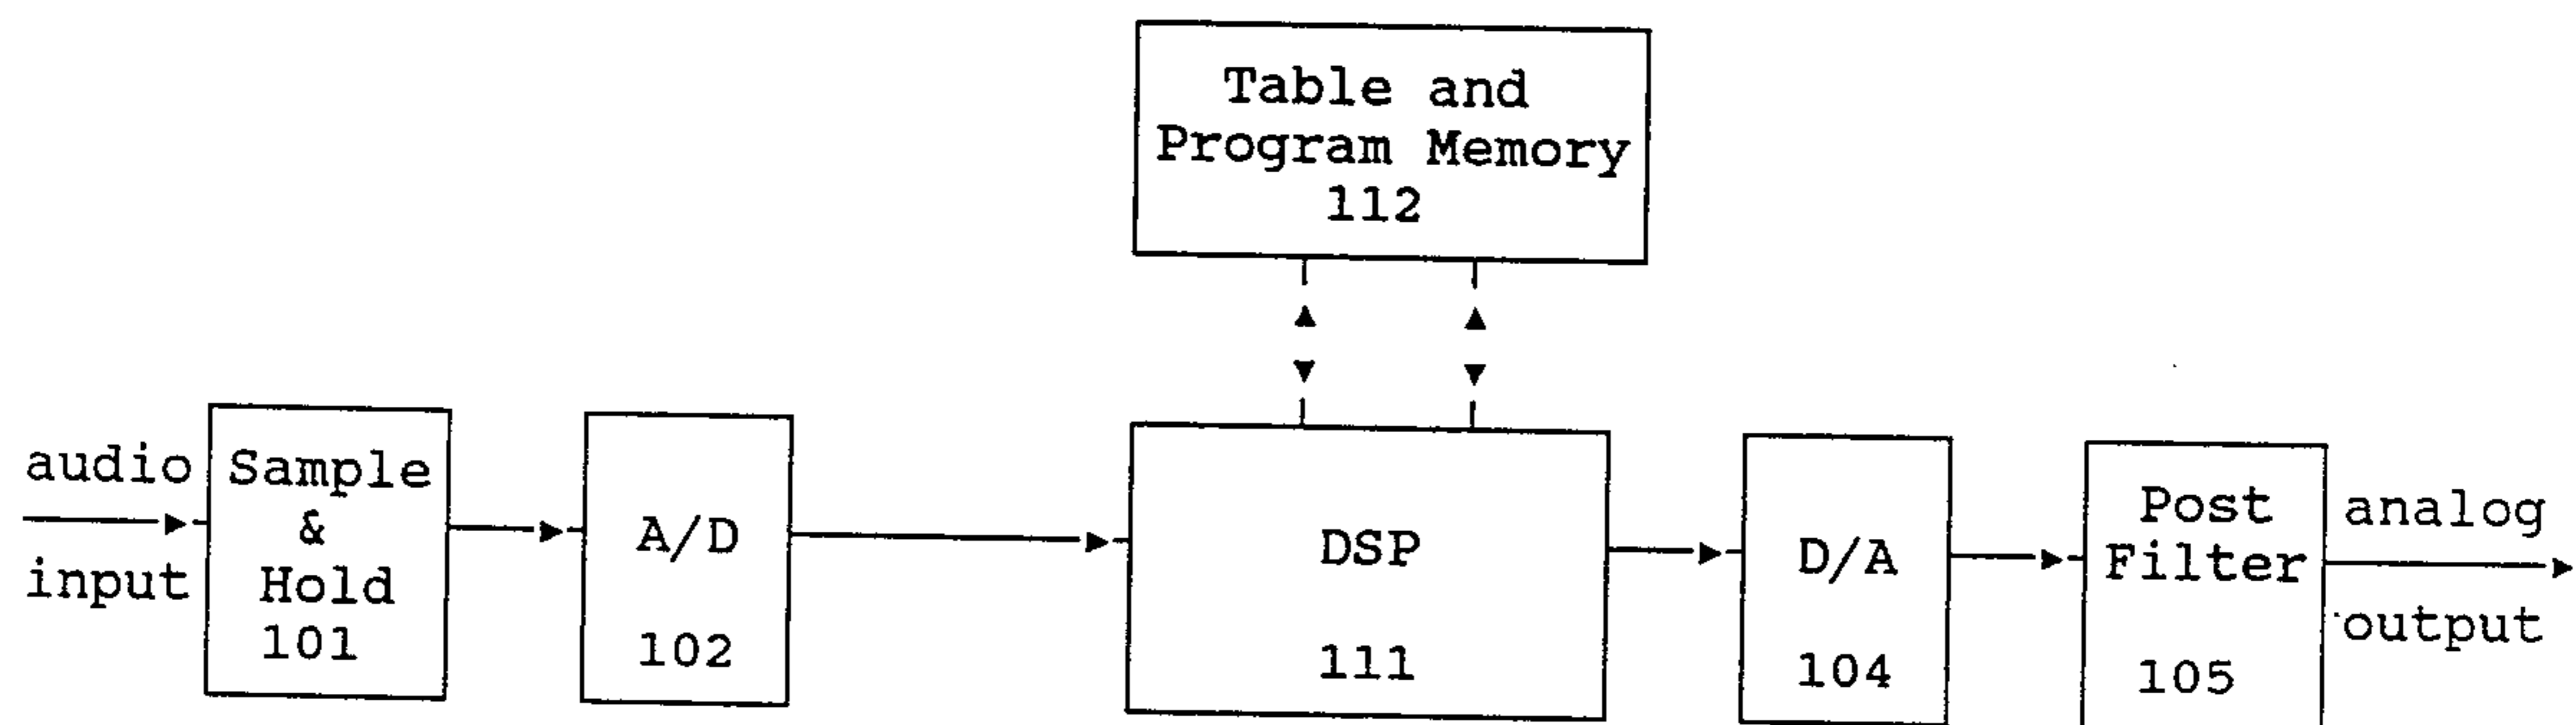 Table and
Program Memory
112
audio
input
Sample
&
Hold
101
A/D
102
DSP
111
D/A
104
Post
Filter
105
analog
output